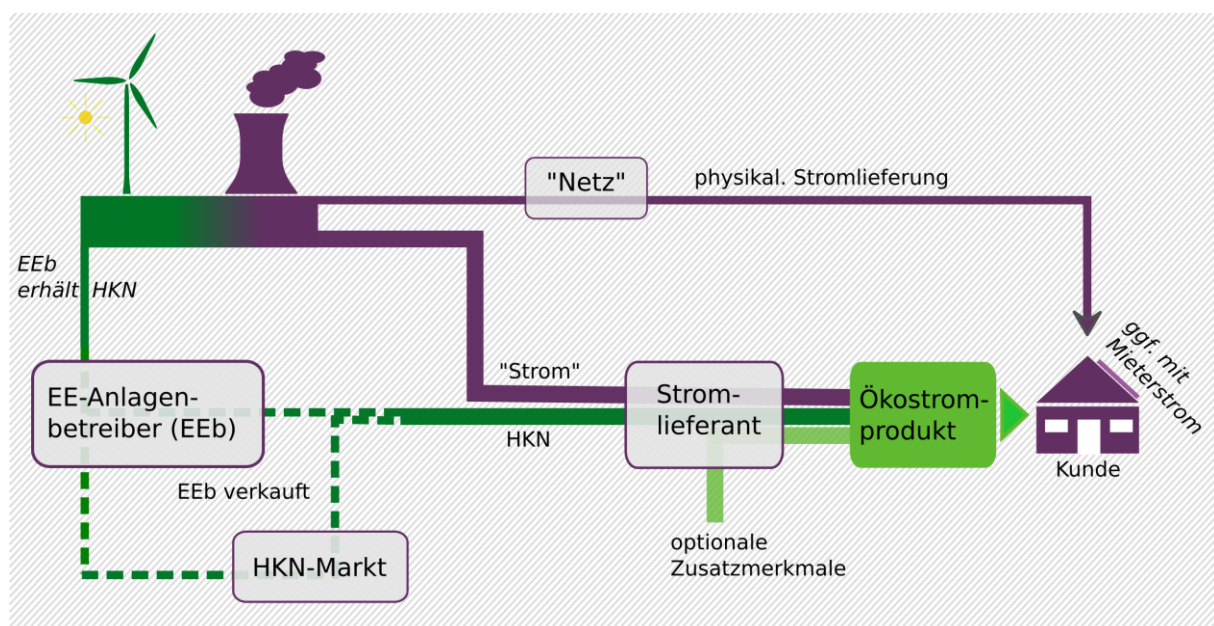 "Netz"
physikal. Stromlieferung
EEb
erhält HKN
ggf. mit
Mieterstrom
"Strom"
EE-Anlagen-
betreiber (EEb)
Strom-
lieferant
Ökostrom-
produkt
HKN
Kunde
EEb verkauft
optionale
Zusatzmerkmale
HKN-Markt